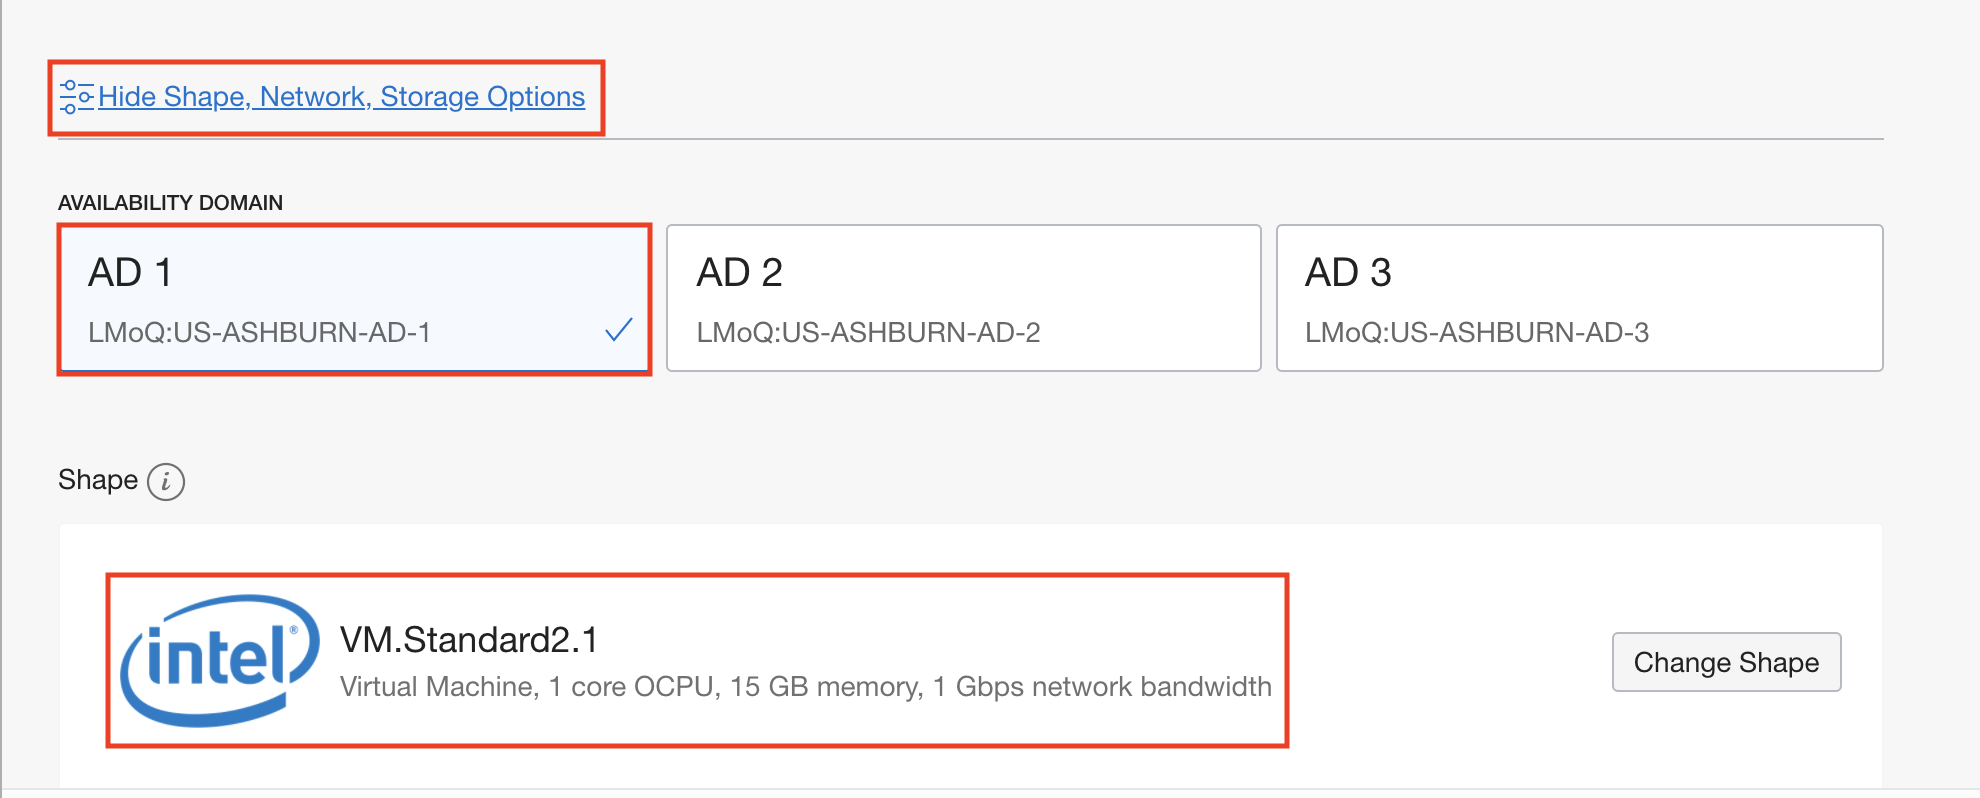 Hide Shape, Network, Storage Options
AVAILABILITY DOMAIN
AD 1
LMoQ:US-ASHBURN-AD-1
AD 2
LMoQ:US-ASHBURN-AD-2
AD 3
LMoQ:US-ASHBURN-AD-3
Shape i
intel®
VM.Standard2.1
Virtual Machine, 1 core OCPU, 15 GB memory, 1 Gbps network bandwidth
Change Shape